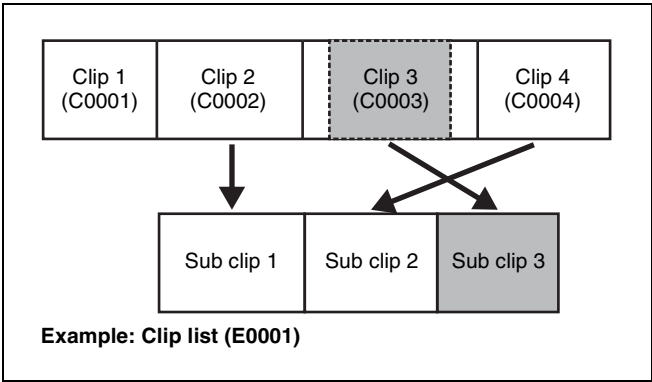 Clip 1
(C0001)
Clip 2
(C0002)
Clip 3
(C0003)
Clip 4
(C0004)
Sub clip 1
Sub clip 2
Sub clip 3
Example: Clip list (E0001)